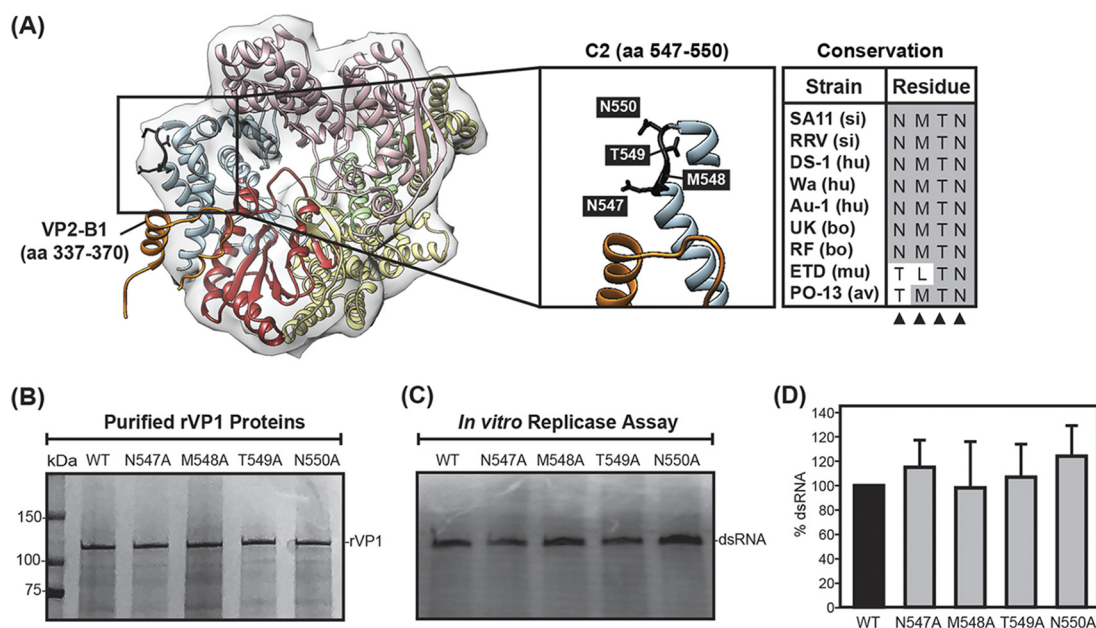 (A)
VP2-B1
(aa 337-370)
C2 (aa 547-550)
N550
T549
M548
N547
Conservation
Strain Residue
SA11 (si) N M T N
RRV (si) N M T N
DS-1 (hu) N M T N
Wa (hu) N M T N
Au-1 (hu) N M T N
UK (bo) N M T N
RF (bo) N M T N
ETD (mu) T L T N
PO-13 (av) T M T N
(B)
Purified rVP1 Proteins
kDa WT N547A M548A T549A N550A
150
100
75
-rVP1
(C)
In vitro Replicase Assay
WT N547A M548A T549A N550A
-dsRNA
(D)
% dsRNA
140
120
100
80
60
40
20
0
WT N547A M548A T549A N550A